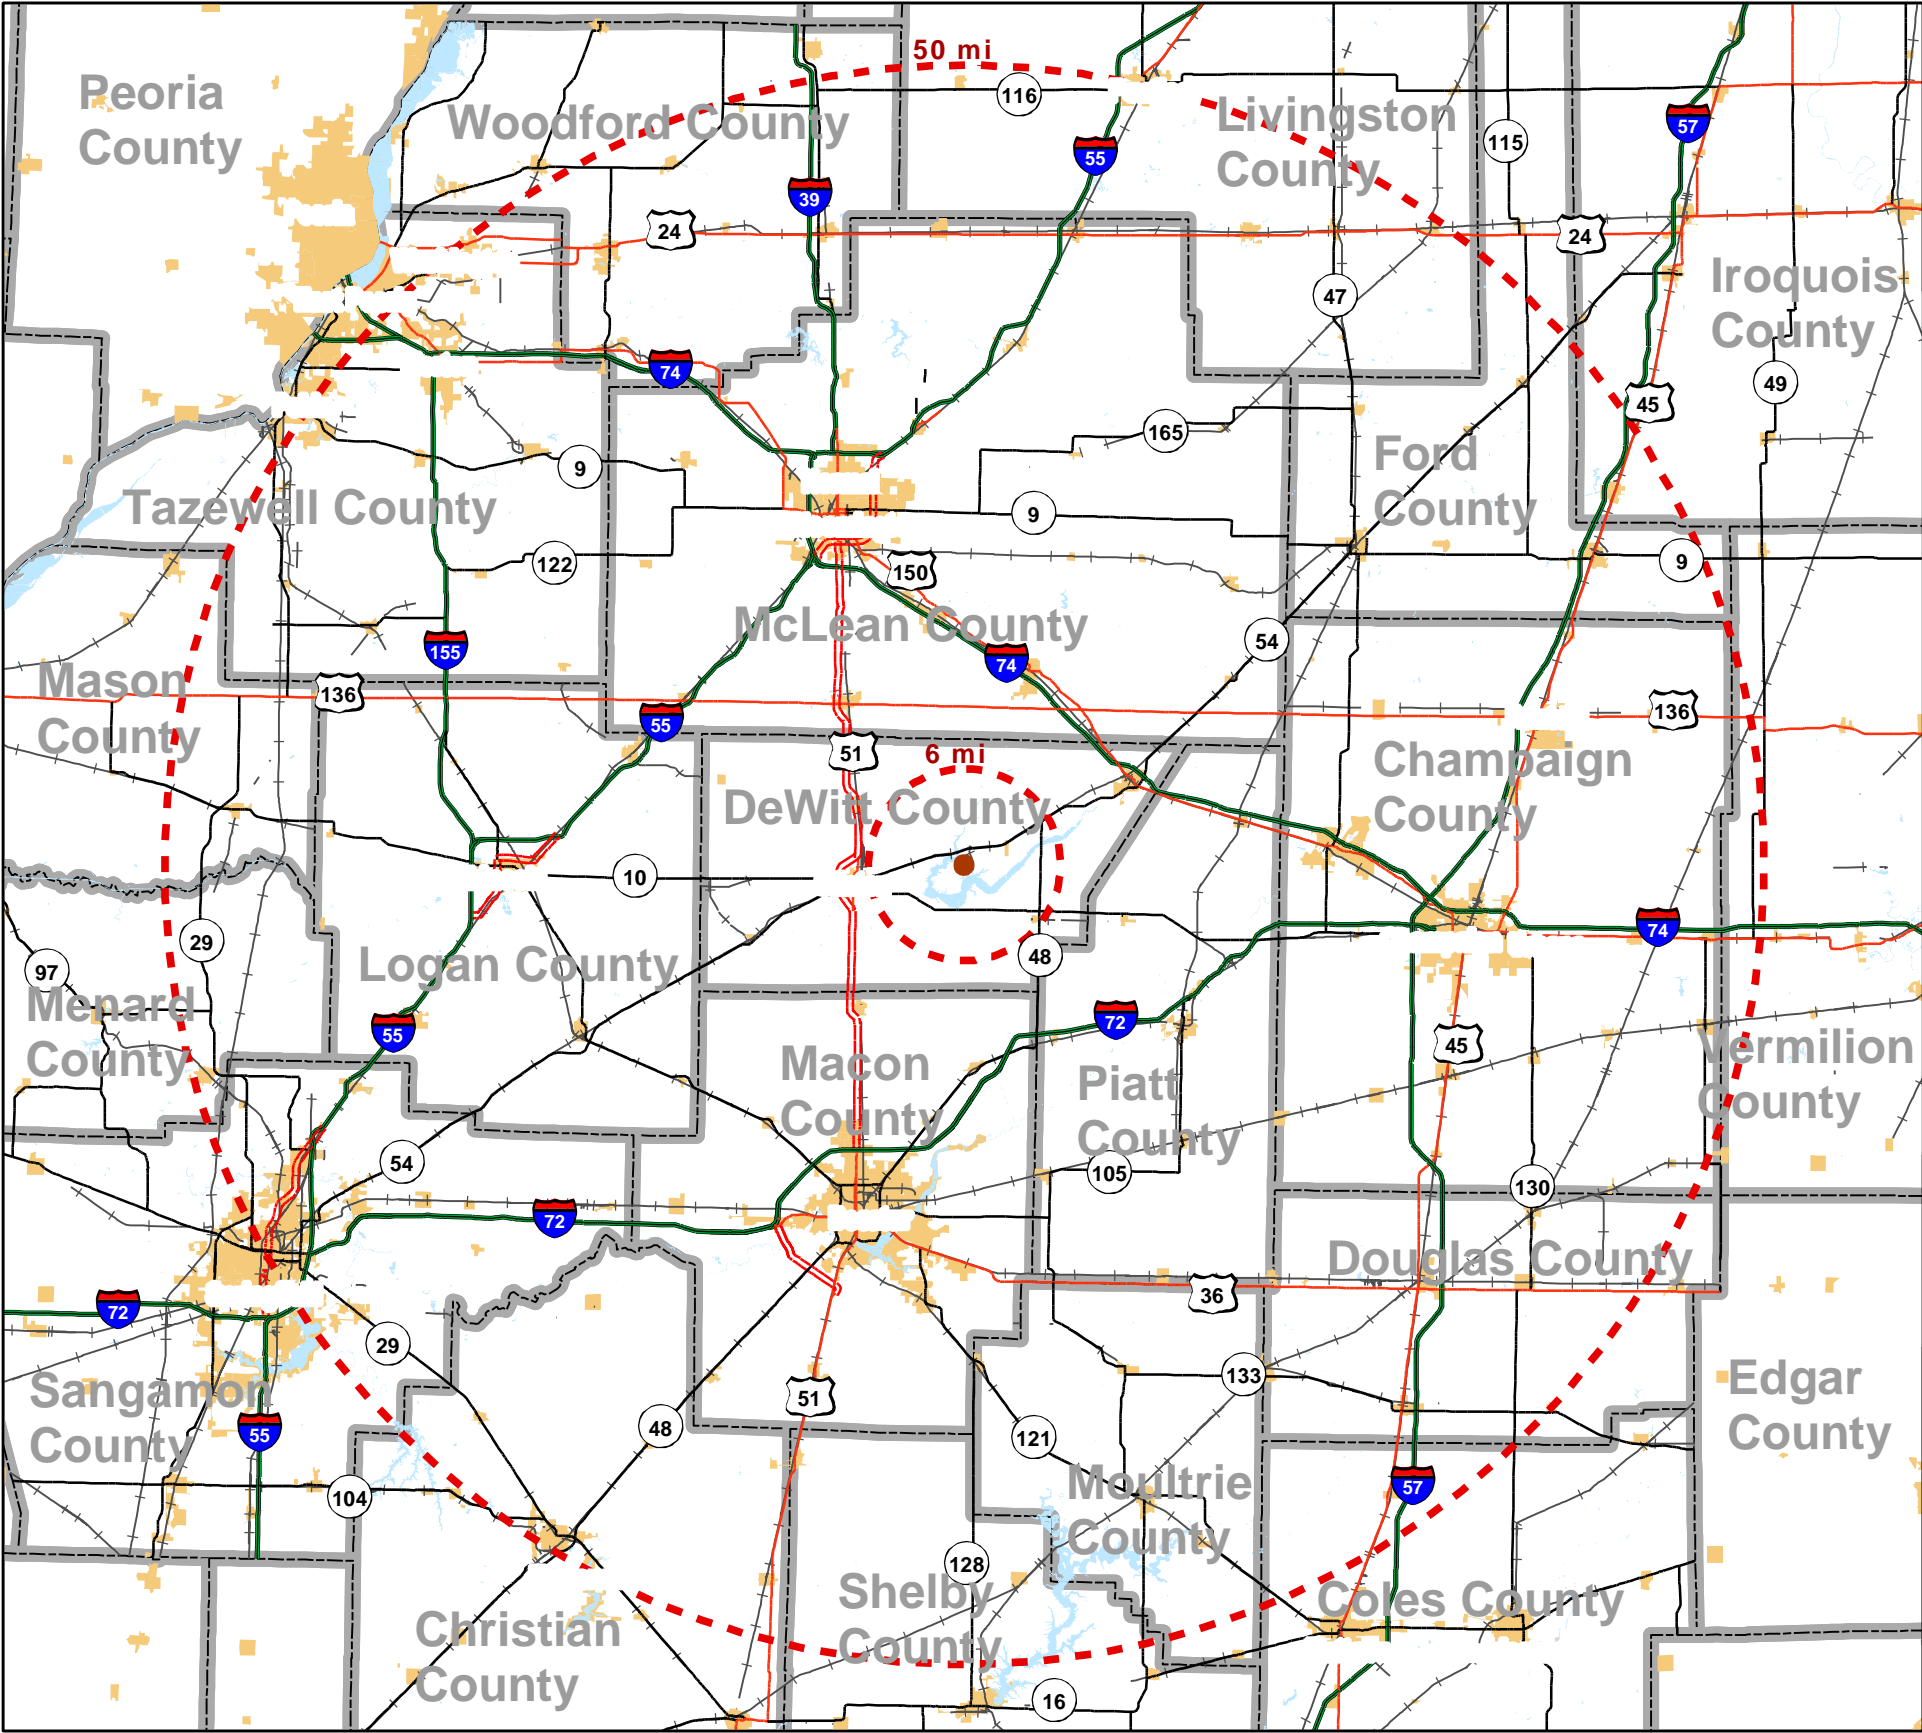 50 mi
Peoria
County
Woodford County
116
Livingston
County
57
115
55
39
24
24
Iroquois
County
47
74
49
45
165
Ford
County
9
Tazewell County
9
122
150
9
McLean County
54
155
74
Mason
County
136
136
55
51
6 mi
Champaign
County
DeWitt County
10
29
74
48
97
Logan County
Menard
County
55
72
45
Vermilion
County
Macon
County
Piatt
County
54
105
130
72
Douglas County
36
72
29
133
Edgar
County
Sangamon
County
51
48
55
121
Moultrie
County
57
104
128
Shelby
County
Coles County
Christian
County
16